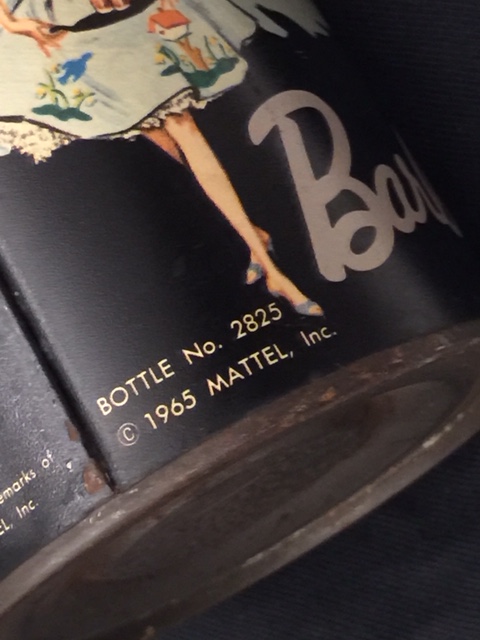 Bar
BOTTLE No. 2825
© 1965 MATTEL, Inc.
emarks of
EL, Inc.